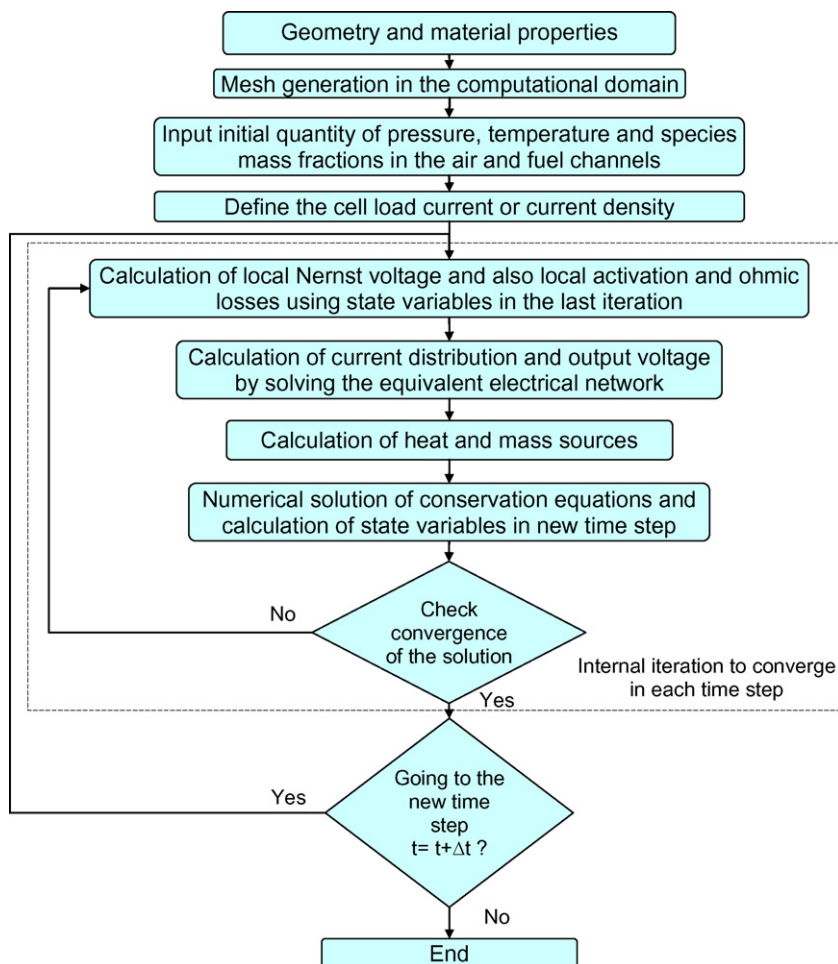 Geometry and material properties
Mesh generation in the computational domain
Input initial quantity of pressure, temperature and species
mass fractions in the air and fuel channels
Define the cell load current or current density
Calculation of local Nernst voltage and also local activation and ohmic
losses using state variables in the last iteration
Calculation of current distribution and output voltage
by solving the equivalent electrical network
Calculation of heat and mass sources
Numerical solution of conservation equations and
calculation of state variables in new time step
No
Check
convergence
of the solution
Internal iteration to converge
in each time step
Yes
Yes
Going to the
new time
step
t= t+Δt ?
No
End